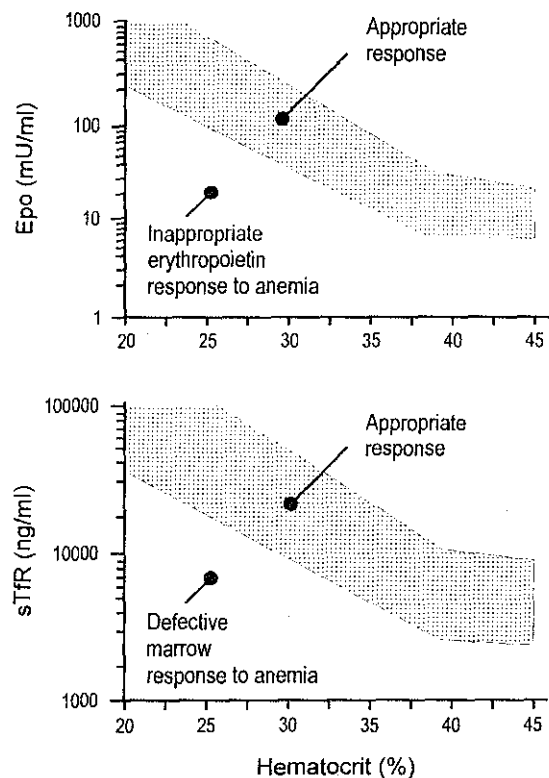 1000
100
10
1
Epo (mU/ml)
Appropriate
response
Inappropriate
erythropoietin
response to anemia
20 25 30 35 40 45
100000
10000
1000
sTfR (ng/ml)
Appropriate
response
Defective
marrow
response to anemia
20 25 30 35 40 45
Hematocrit (%)